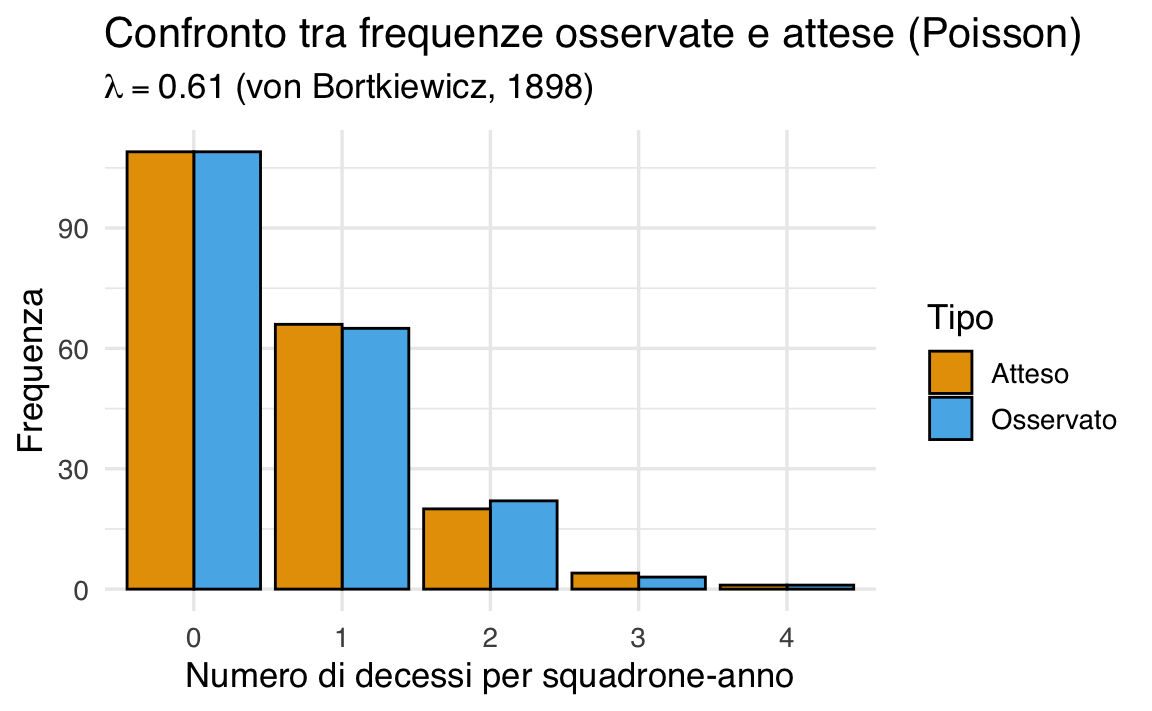 Confronto tra frequenze osservate e attese (Poisson)
λ = 0.61 (von Bortkiewicz, 1898)
Frequenza
90
60
30
0
0 1 2 3 4
Numero di decessi per squadrone-anno
Tipo
Atteso
Osservato